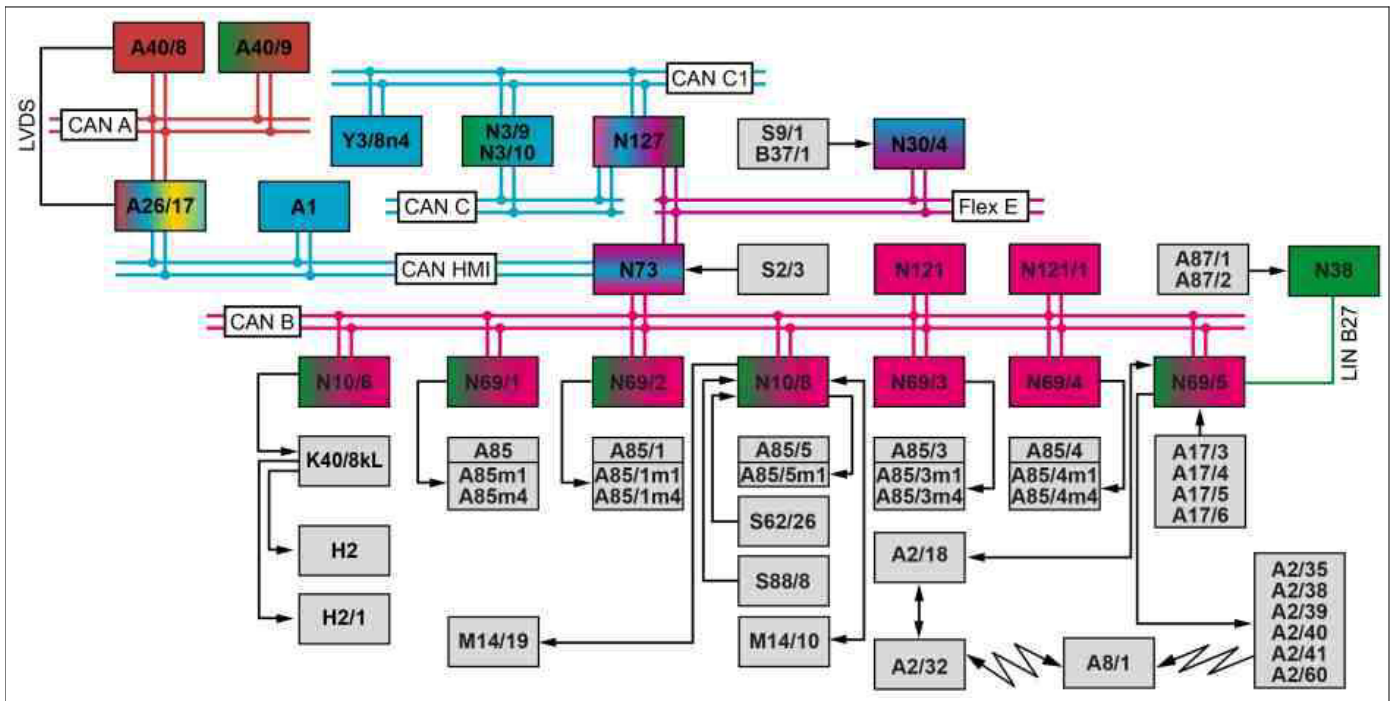 A40/8
A40/9
CAN C1
LVDS
CAN A
Y3/8n4
N3/9
N3/10
N127
S9/1
B37/1
N30/4
A26/17
A1
CAN C
Flex E
CAN HMI
N73
S2/3
N121
N121/1
A87/1
A87/2
N38
CAN B
LIN B27
N10/6
N69/1
N69/2
N10/8
N69/3
N69/4
N69/5
K40/8kL
A85
A85m1
A85m4
A85/1
A85/1m1
A85/1m4
A85/5
A85/5m1
A85/3
A85/3m1
A85/3m4
A85/4
A85/4m1
A85/4m4
A17/3
A17/4
A17/5
A17/6
S62/26
H2
A2/18
S88/8
A2/35
A2/38
A2/39
A2/40
A2/41
A2/60
H2/1
M14/19
M14/10
A2/32
A8/1